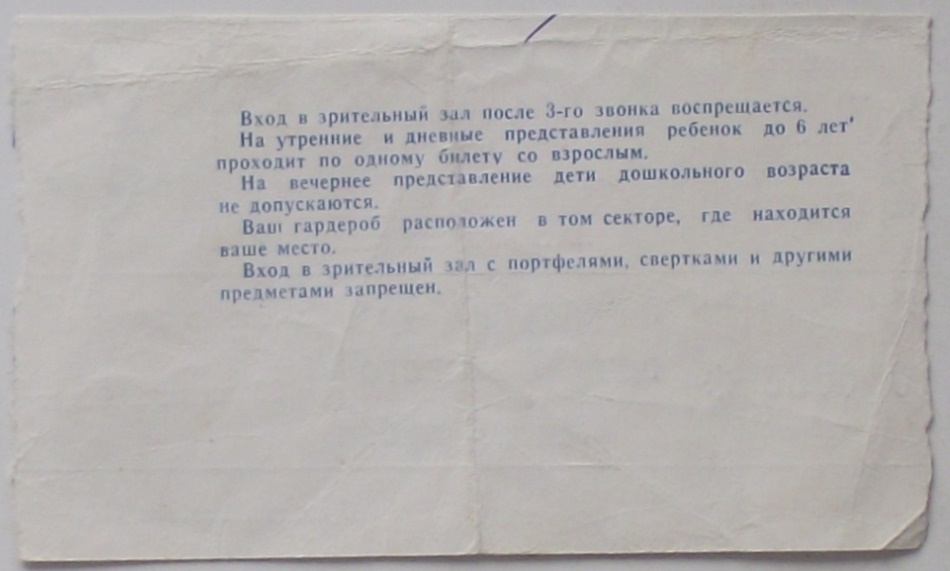 Вход в зрительный зал после 3-го звонка воспрещается.
На утренние и дневные представления ребенок до 6 лет
проходит по одному билету со взрослым.
На вечернее представление дети дошкольного возраста
не допускаются.
Ваш гардероб расположен в том секторе, где находится
ваше место.
Вход в зрительный зал с портфелями, свертками и другими
предметами запрещен.